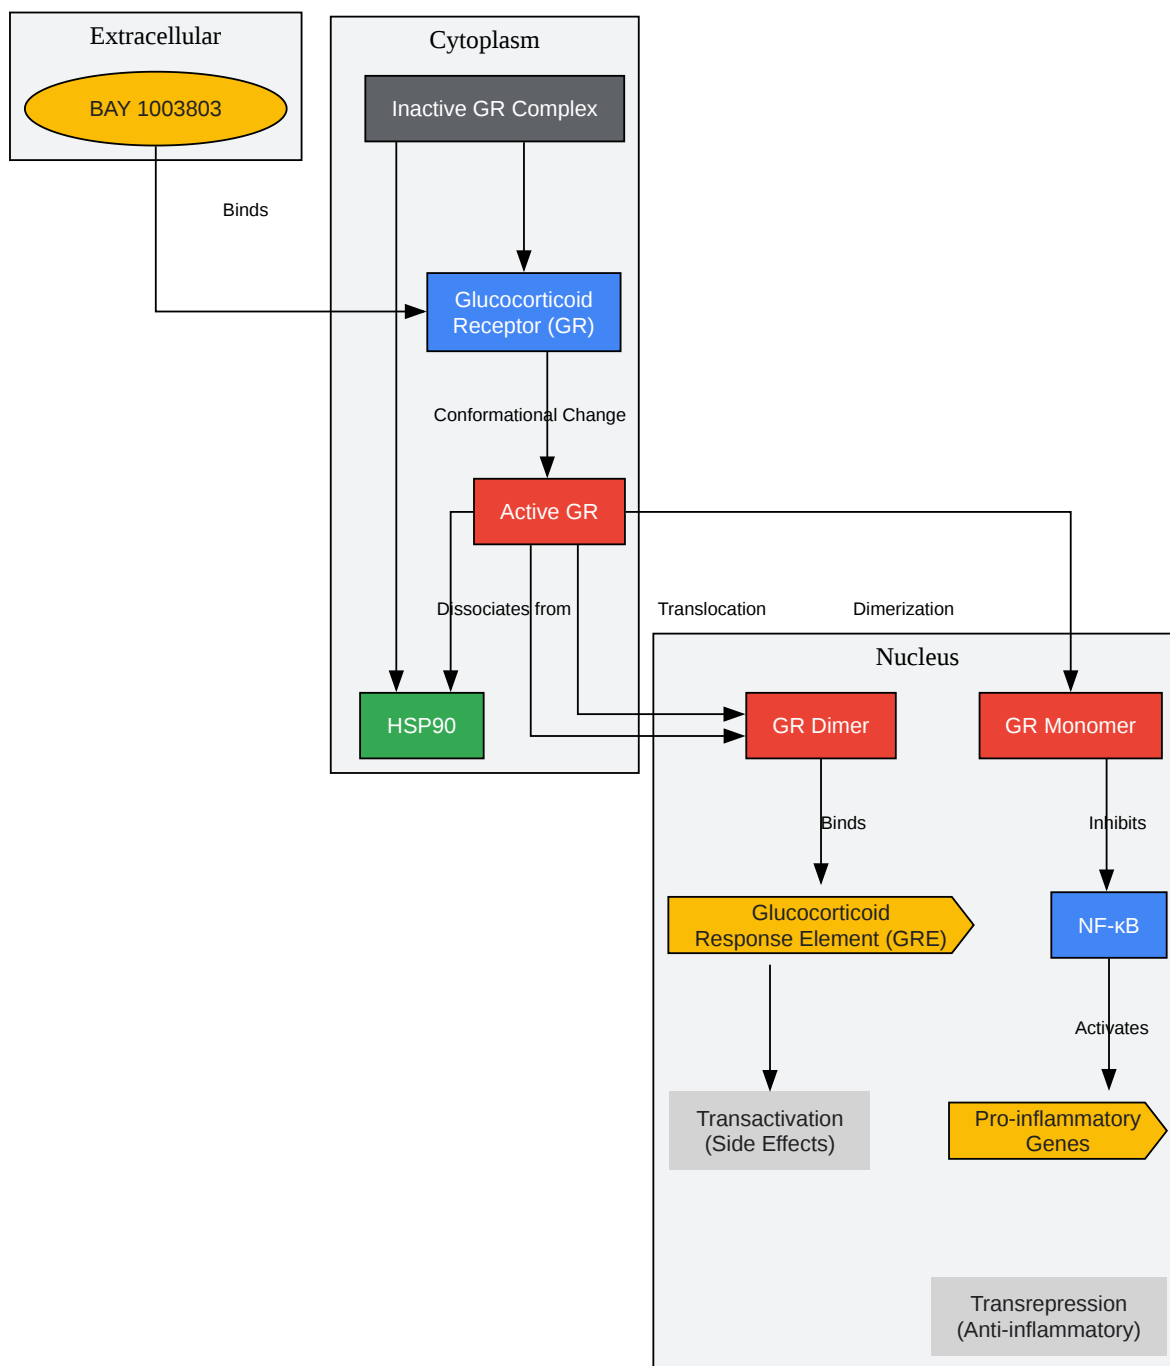 Extracellular
BAY 1003803
Cytoplasm
Inactive GR Complex
Binds
Glucocorticoid
Receptor (GR)
Conformational Change
Active GR
Dissociates from
Translocation
Dimerization
Nucleus
HSP90
GR Dimer
GR Monomer
Binds
Inhibits
Glucocorticoid
Response Element (GRE)
NF-κB
Activates
Transactivation
(Side Effects)
Pro-inflammatory
Genes
Transrepression
(Anti-inflammatory)